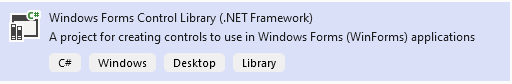 C#
Windows Forms Control Library (.NET Framework)
A project for creating controls to use in Windows Forms (WinForms) applications
C# Windows Desktop Library